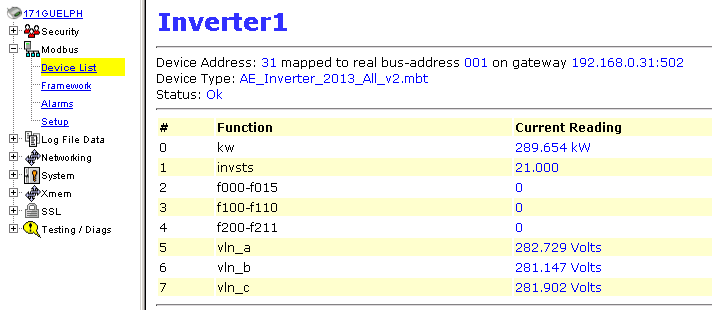 171GUELPH
Security
Modbus
Device List
Framework
Alarms
Setup
Log File Data
Networking
System
Xmem
SSL
Testing / Diags
Inverter1
Device Address: 31 mapped to real bus-address 001 on gateway 192.168.0.31:502
Device Type: AE_Inverter_2013_All_v2.mbt
Status: Ok
# Function Current Reading
0 kw 289.654 kW
1 invsts 21.000
2 f000-f015 0
3 f100-f110 0
4 f200-f211 0
5 vln_a 282.729 Volts
6 vln_b 281.147 Volts
7 vln_c 281.902 Volts